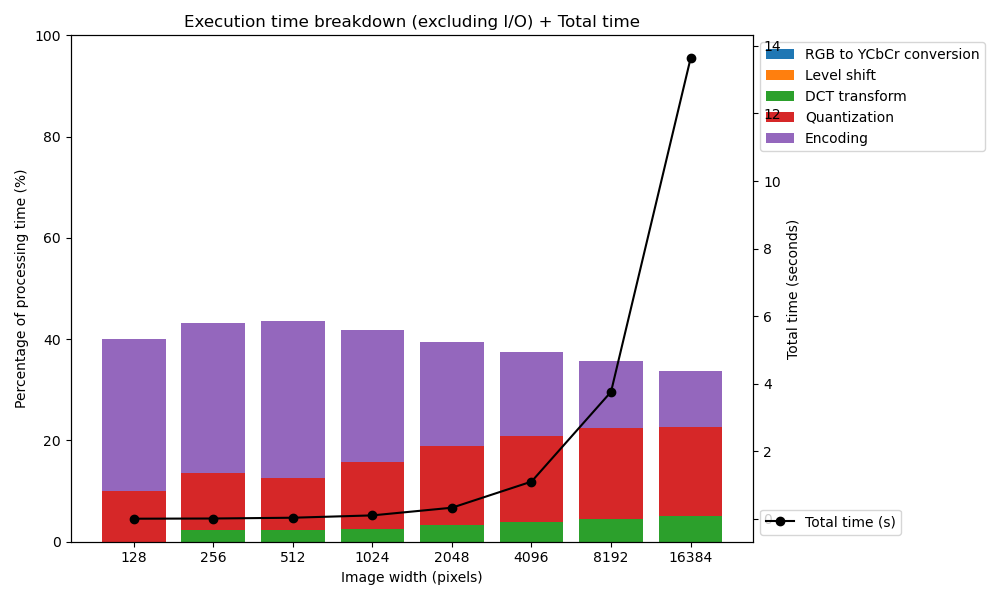 Execution time breakdown (excluding I/O) + Total time
Percentage of processing time (%)
100
80
60
40
20
0
128 256 512 1024 2048 4096 8192 16384
Image width (pixels)
14
12
10
8
6
4
2
0
Total time (seconds)
RGB to YCbCr conversion
Level shift
DCT transform
Quantization
Encoding
Total time (s)